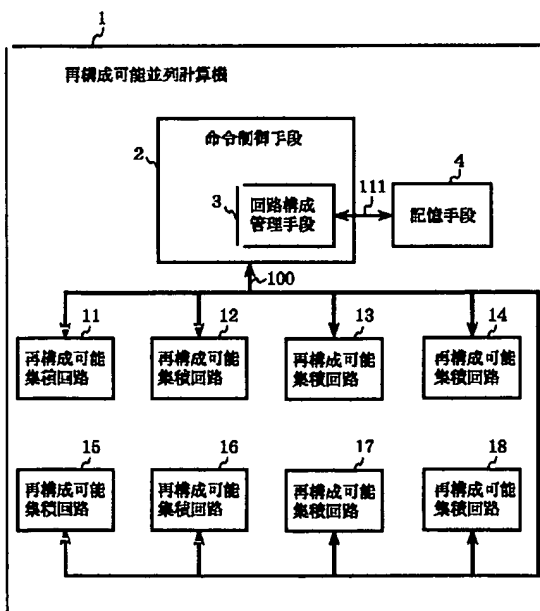 1
再構成可能並列計算機
命令制御手段
2
4
3
回路構成
管理手段
111
記憶手段
100
11
12
13
14
再構成可能
集積回路
再構成可能
集積回路
再構成可能
集積回路
再構成可能
集積回路
15
16
17
18
再構成可能
集積回路
再構成可能
集積回路
再構成可能
集積回路
再構成可能
集積回路